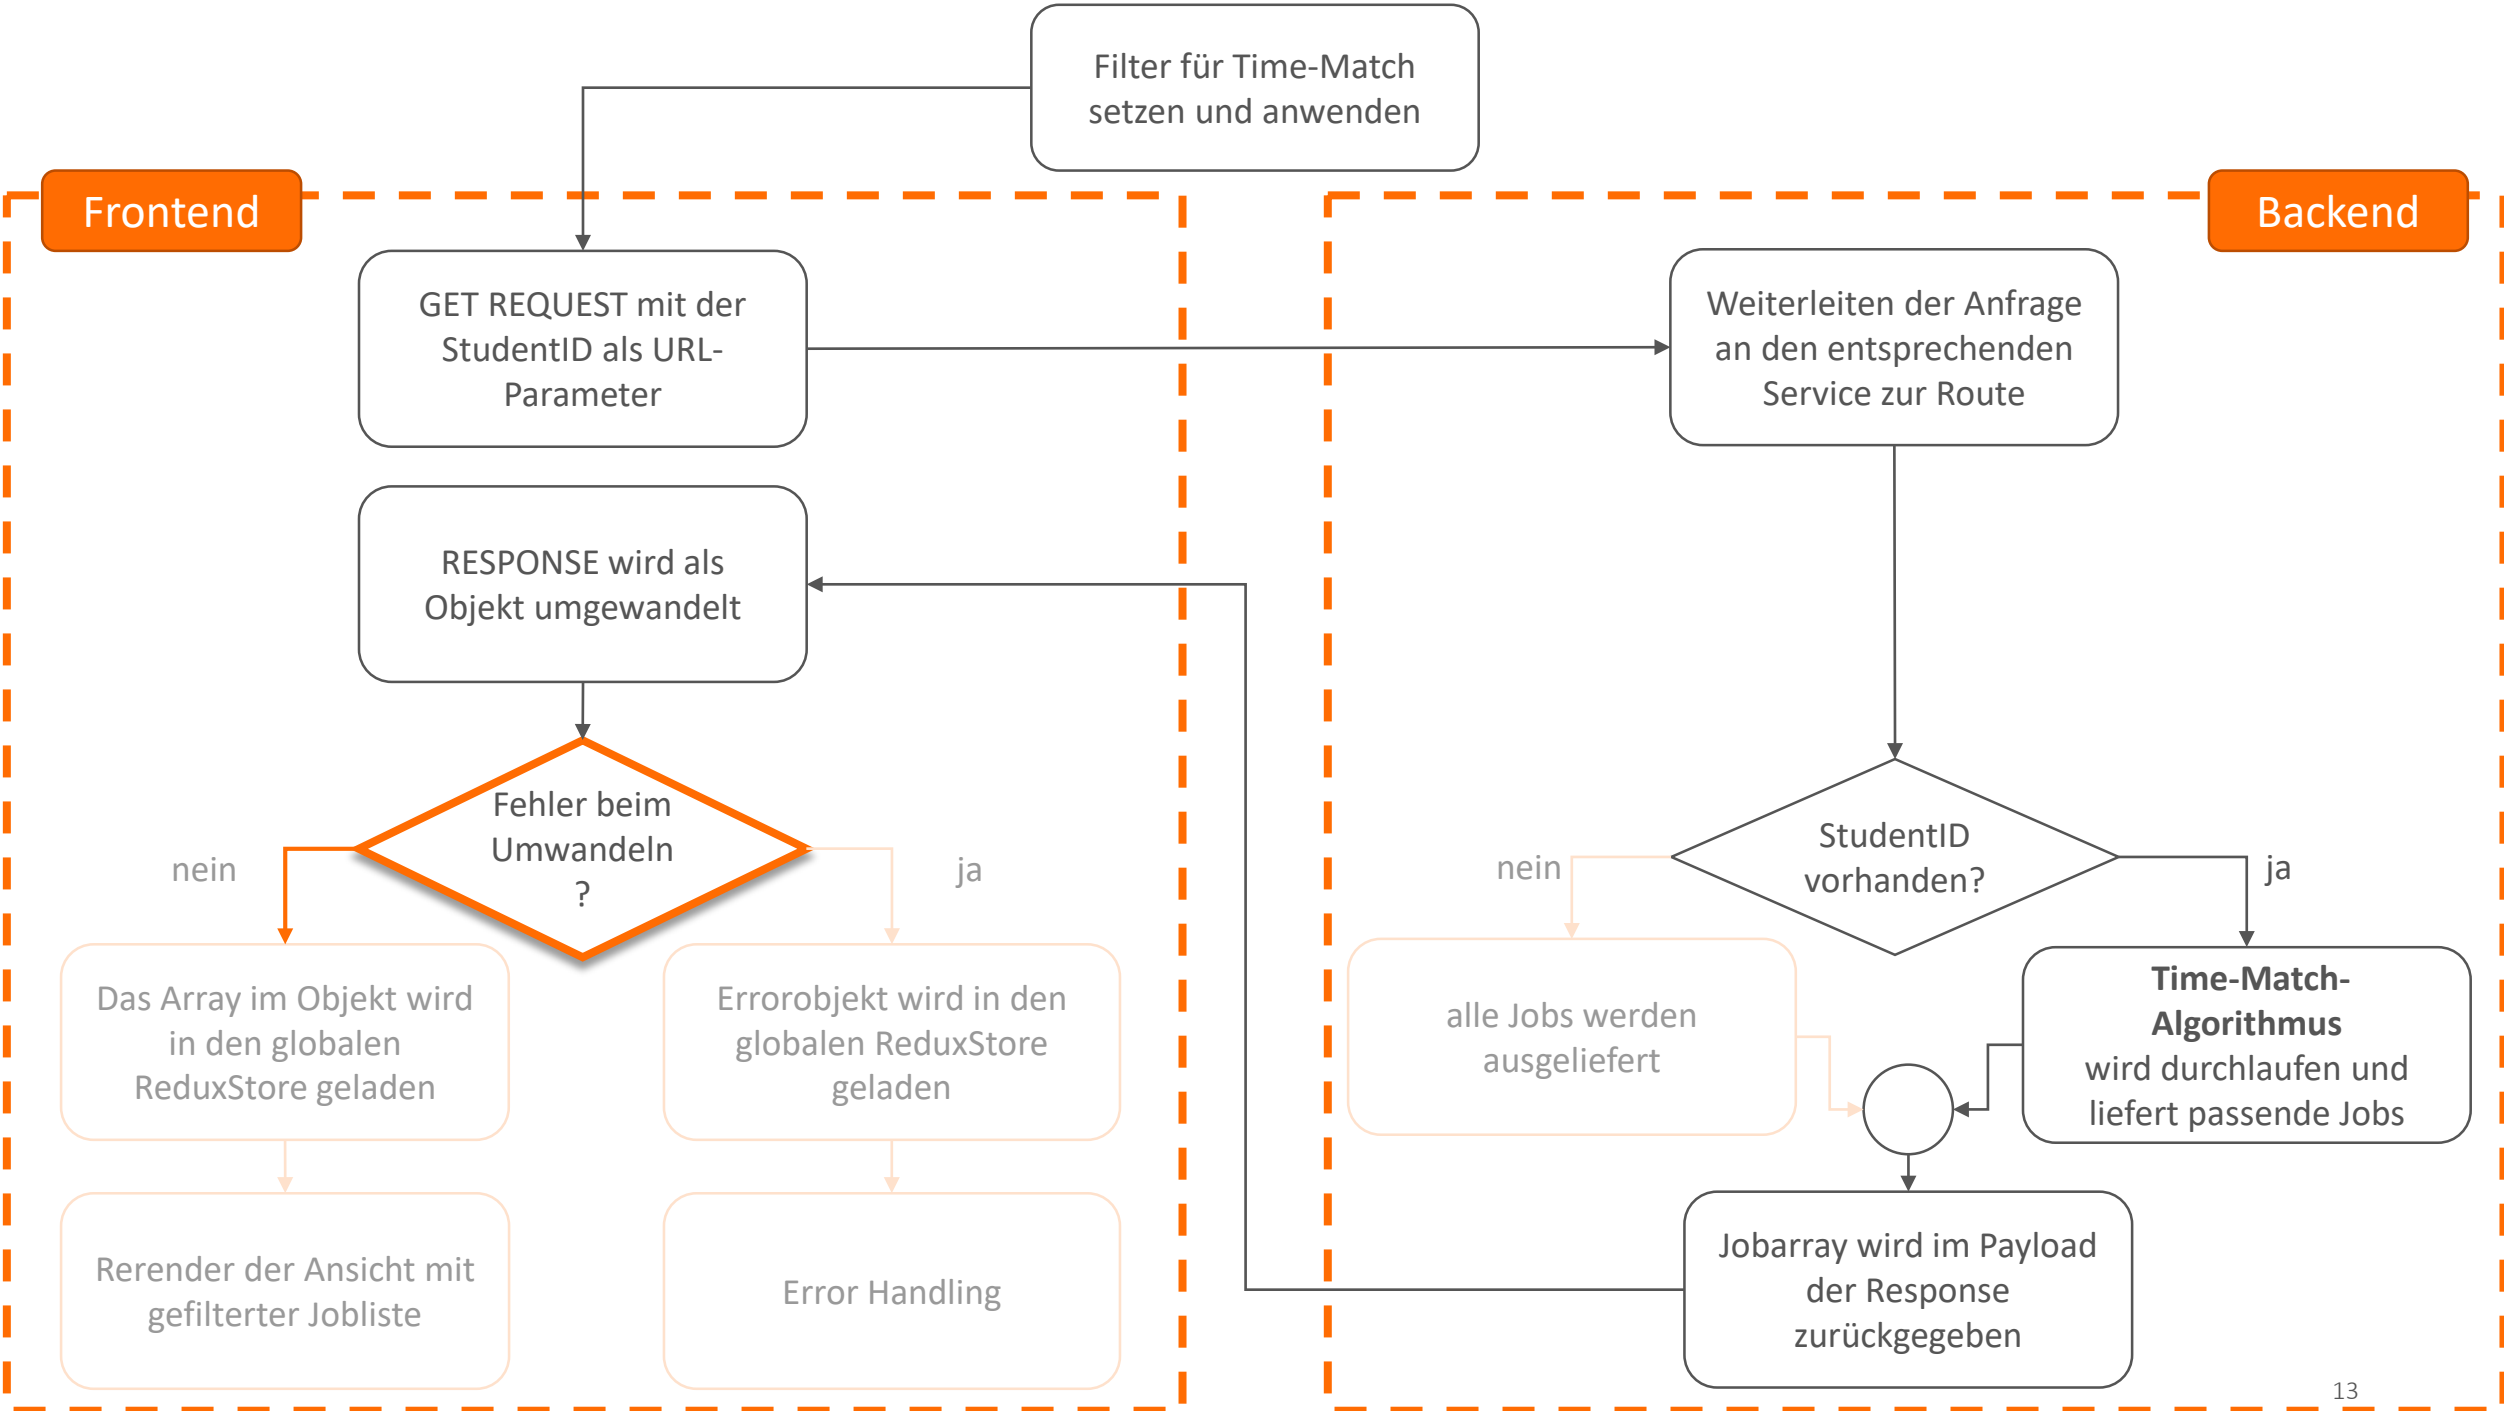 Filter für Time-Match
setzen und anwenden
Frontend
Backend
GET REQUEST mit der
StudentID als URL-
Parameter
Weiterleiten der Anfrage
an den entsprechenden
Service zur Route
RESPONSE wird als
Objekt umgewandelt
Fehler beim
Umwandeln
?
nein
ja
StudentID
vorhanden?
nein
ja
Das Array im Objekt wird
in den globalen
ReduxStore geladen
Errorobjekt wird in den
globalen ReduxStore
geladen
alle Jobs werden
ausgeliefert
Time-Match-
Algorithmus
wird durchlaufen und
liefert passende Jobs
Rerender der Ansicht mit
gefilterter Jobliste
Error Handling
Jobarray wird im Payload
der Response
zurückgegeben
13